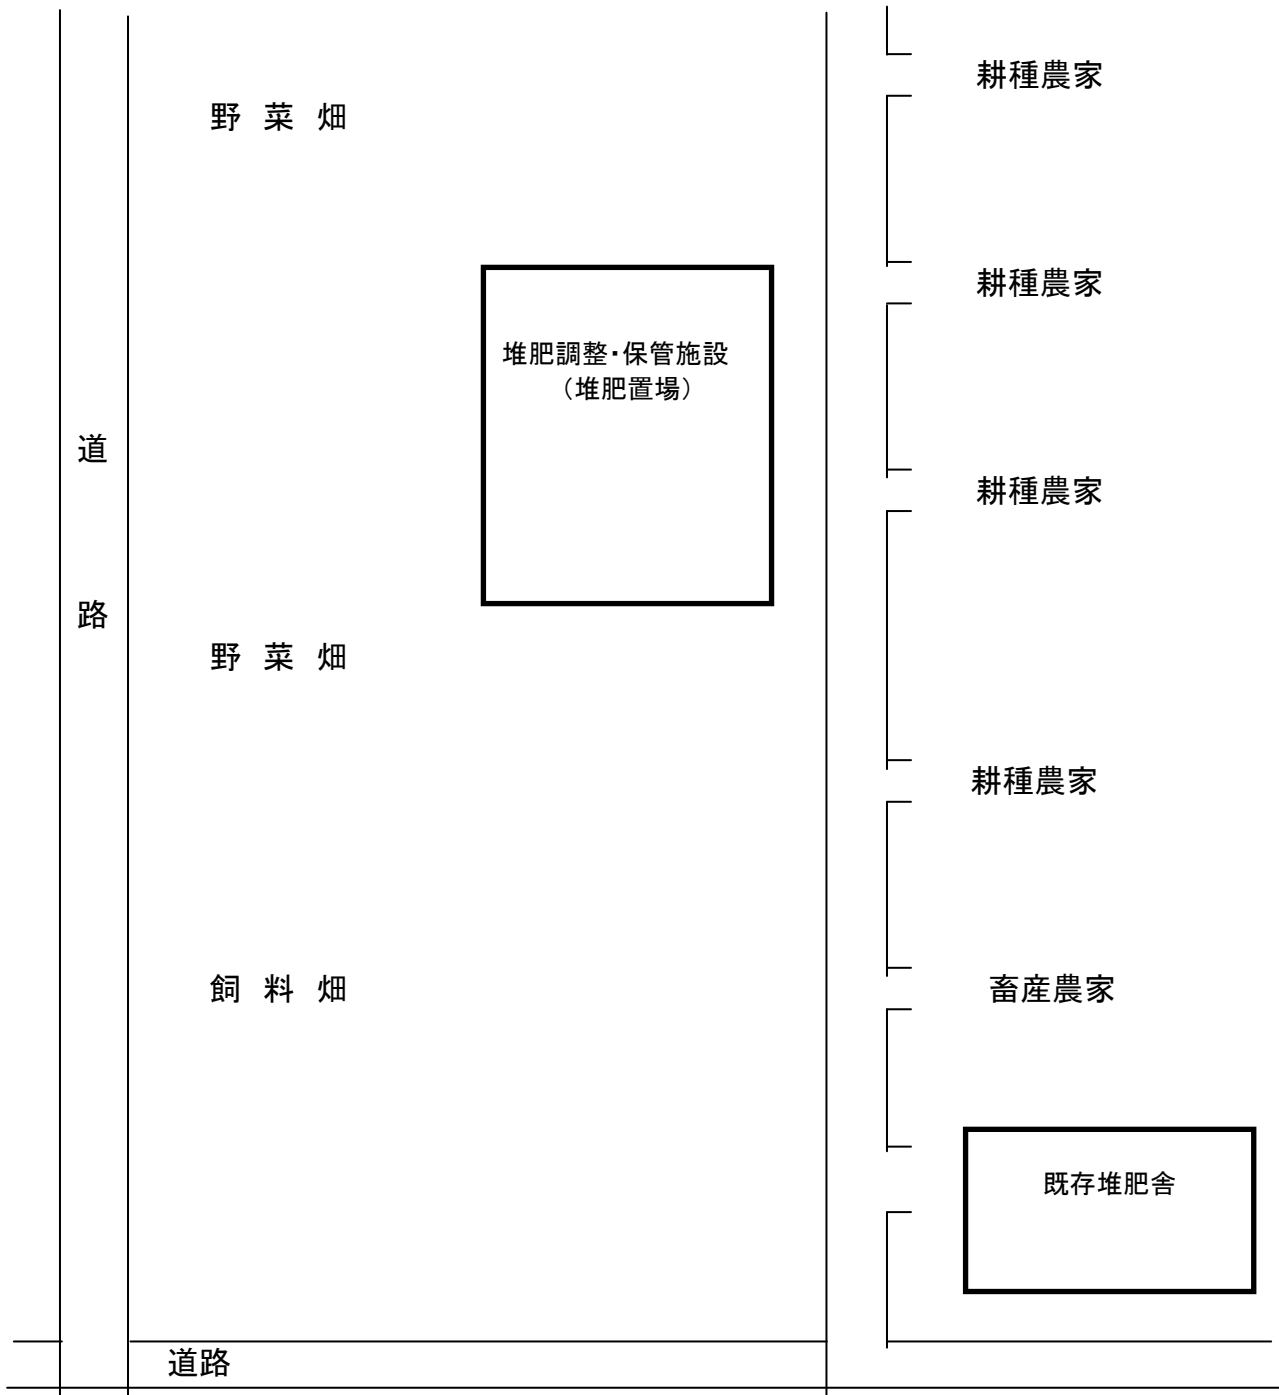 耕種農家
野 菜 畑
耕種農家
堆肥調整・保管施設
（堆肥置場）
道
路
耕種農家
野 菜 畑
耕種農家
飼 料 畑
畜産農家
既存堆肥舎
道路